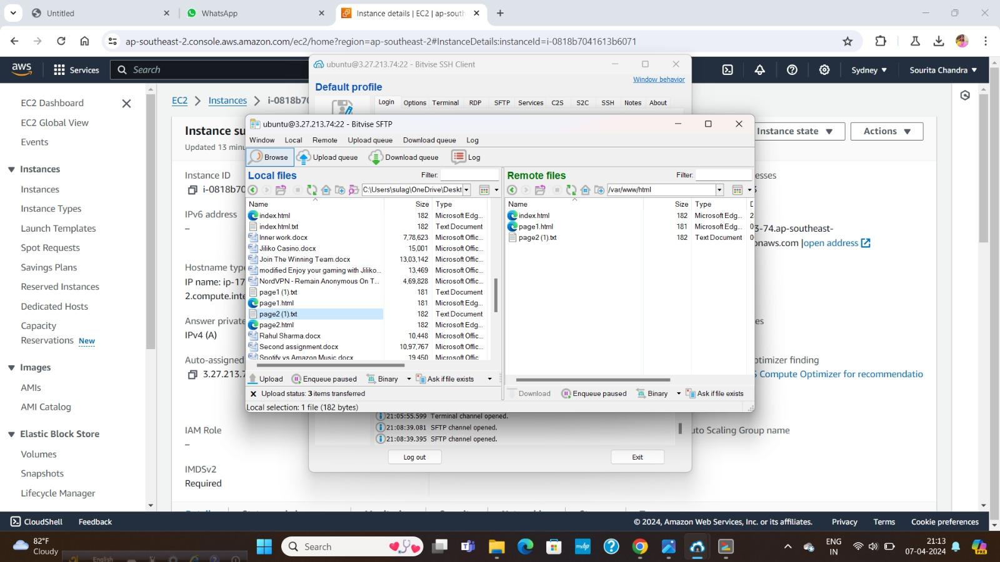 Untitled
WhatsApp
Instance details | EC2 | ap-south
ap-southeast-2.console.aws.amazon.com/ec2/home?region=ap-southeast-2#InstanceDetails:instanceId=i-0818b7041613b6071
aws
Services
Search
Sydney
Sourita Chandra
EC2 Dashboard
EC2 Global View
Events
Instances
Instances
Instance Types
Launch Templates
Spot Requests
Savings Plans
Reserved Instances
Dedicated Hosts
Capacity
Reservations New
Images
AMIs
AMI Catalog
Elastic Block Store
Volumes
Snapshots
Lifecycle Manager
EC2 > Instances > i-0818b70
Instance su
Updated 13 minu
Instance state
Actions
Instance ID
i-0818b70
esses
IPv6 address
–
3-74.ap-southeast-
onaws.com |open address
Hostname type
IP name: ip-17
2.compute.inte
Answer private
IPv4 (A)
es
Auto-assigned
3.27.213.7
ptimizer finding
S Compute Optimizer for recommendatio
IAM Role
–
uto Scaling Group name
IMDSv2
Required
ubuntu@3.27.213.74:22 - Bitvise SSH Client
Window behavior
Default profile
Login Options Terminal RDP SFTP Services C2S S2C SSH Notes About
ubuntu@3.27.213.74:22 - Bitvise SFTP
Window Local Remote Upload queue Download queue Log
Browse Upload queue Download queue Log
Local files
Filter:
C:\Users\sulag\OneDrive\Deskt
Name Size Type
index.html 182 Microsoft Edg...
index.html.txt 182 Text Document
Inner work.docx 7,78,623 Microsoft Offic...
Jiliko Casino.docx 15,001 Microsoft Offic...
Join The Winning Team.docx 13,03,142 Microsoft Offic...
modified Enjoy your gaming with Jiliko... 13,469 Microsoft Offic...
NordVPN - Remain Anonymous On T... 4,69,828 Microsoft Offic...
page1 (1).txt 181 Text Document
page1.html 181 Microsoft Edg...
page2 (1).txt 182 Text Document
page2.html 182 Microsoft Edg...
Rahul Sharma.docx 10,448 Microsoft Offic...
Second assignment.docx 10,97,767 Microsoft Offic...
Spotify vs Amazon Music.docx 19,450 Microsoft Offic
Upload Enqueue paused Binary Ask if file exists
Upload status: 3 items transferred
Local selection: 1 file (182 bytes)
Remote files
Filter:
/var/www/html
Name Size Type D
index.html 182 Microsoft Edg... 2
page1.html 181 Microsoft Edg... 0
page2 (1).txt 182 Text Document 0
Download Enqueue paused Binary Ask if file exists
21:05:55.599 Terminal channel opened.
21:08:39.081 SFTP channel opened.
21:08:39.395 SFTP channel opened.
Log out
Exit
CloudShell Feedback
© 2024, Amazon Web Services, Inc. or its affiliates. Privacy Terms Cookie preferences
82°F
Cloudy
English
Search
ENG
IN
21:13
07-04-2024